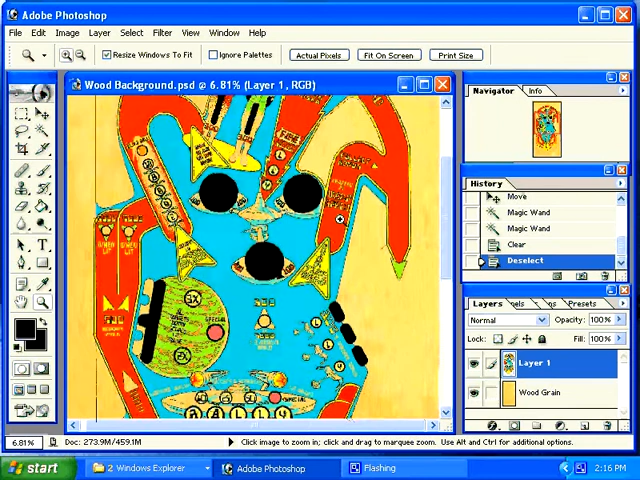 Adobe Photoshop
File Edit Image Layer Select Filter View Window Help
Resize Windows To Fit Ignore Palettes Actual Pixels Fit On Screen Print Size
Wood Background.psd @ 6.81% (Layer 1, RGB)
Navigator Info
History
Move
Magic Wand
Magic Wand
Clear
Deselect
Layers Presets
Normal Opacity: 100%
Lock: Fill: 100%
Layer 1
Wood Grain
SPECIAL
5X
2X
BALLY
6.81% Doc: 273.9M/459.1M Click image to zoom in; click and drag to marquee zoom. Use Alt and Ctrl for additional options.
start 2 Windows Explorer Adobe Photoshop Flashing 2:16 PM